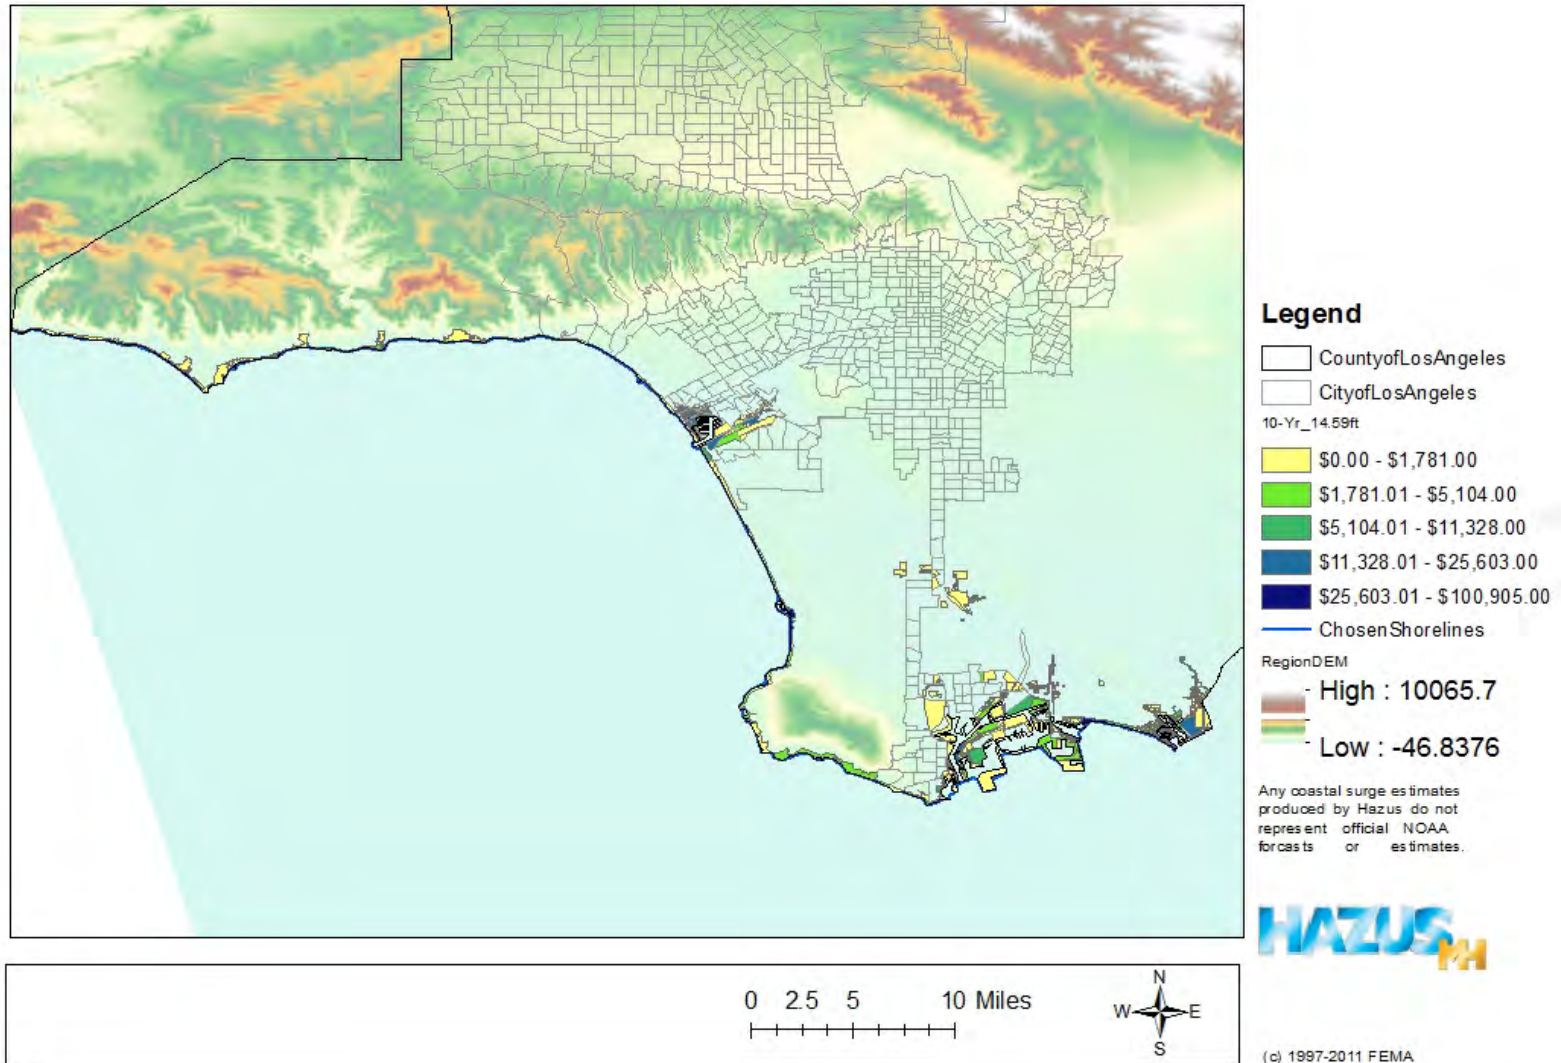 Legend
CountyofLosAngeles
CityofLosAngeles
10-Yr_14.59ft
$0.00 - $1,781.00
$1,781.01 - $5,104.00
$5,104.01 - $11,328.00
$11,328.01 - $25,603.00
$25,603.01 - $100,905.00
ChosenShorelines
RegionDEM
High : 10065.7
Low : -46.8376
Any coastal surge estimates
produced by Hazus do not
represent official NOAA
forcasts or estimates.
HAZUS
MH
0 2.5 5 10 Miles
N
W E
S
(c) 1997-2011 FEMA